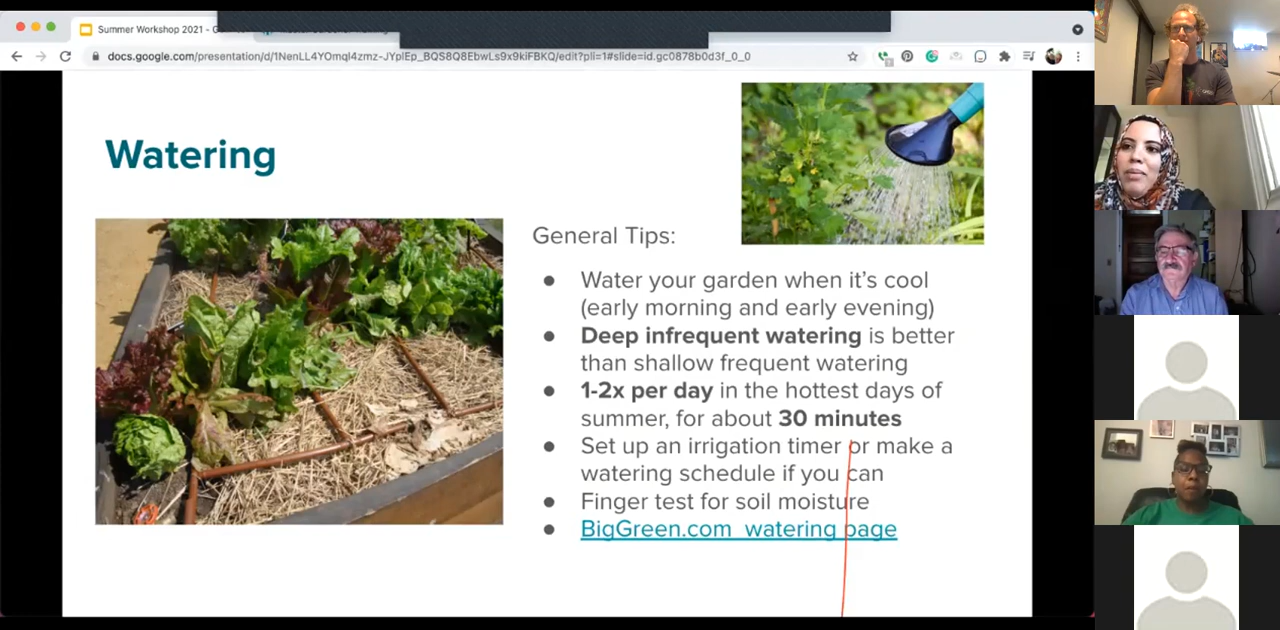 Summer Workshop 2021 - G
docs.google.com/presentation/d/1NenLL4YOmqI4zmz-JYplEp_BQS8Q8EbwLs9x9kiFBKQ/edit?pli=1#slide=id.gc0878b0d3f_0_0
Watering
General Tips:
● Water your garden when it’s cool
(early morning and early evening)
● Deep infrequent watering is better
than shallow frequent watering
● 1-2x per day in the hottest days of
summer, for about 30 minutes
● Set up an irrigation timer or make a
watering schedule if you can
● Finger test for soil moisture
● BigGreen.com watering page